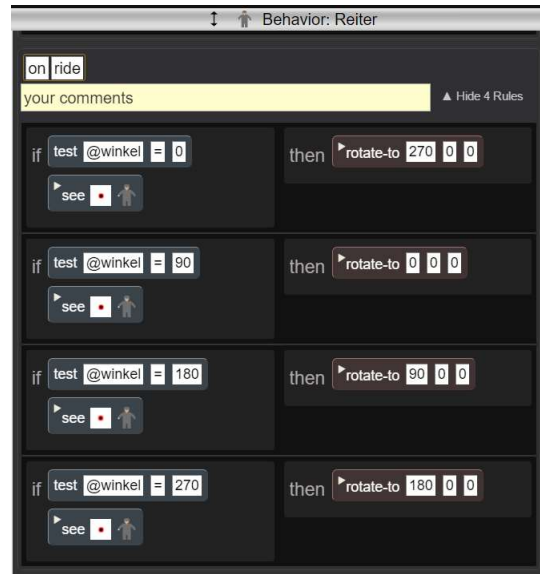 Behavior: Reiter
on ride
your comments
▲ Hide 4 Rules
if test @winkel = 0 then rotate-to 270 0 0
see
if test @winkel = 90 then rotate-to 0 0 0
see
if test @winkel = 180 then rotate-to 90 0 0
see
if test @winkel = 270 then rotate-to 180 0 0
see